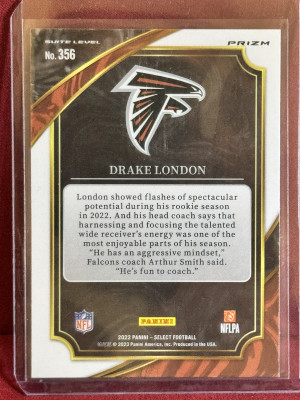 SUITE LEVEL
PRIZM
No. 356
DRAKE LONDON
London showed flashes of spectacular
potential during his rookie season
in 2022. And his head coach says that
harnessing and focusing the talented
wide receiver's energy was one of the
most enjoyable parts of his season.
"He has an aggressive mindset,"
Falcons coach Arthur Smith said.
"He's fun to coach."
NFL
PANINI
NFLPA
2022 PANINI - SELECT FOOTBALL
© 2023 Panini America, Inc. Produced in the USA.